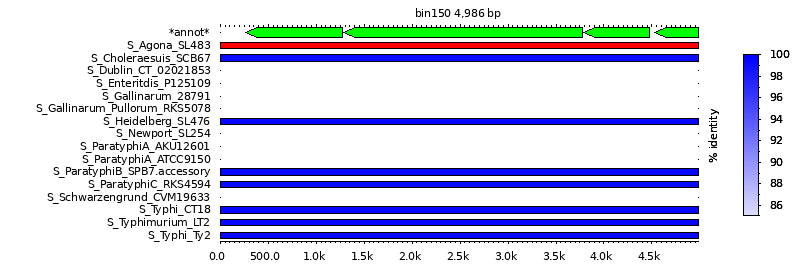 bin150 4,986 bp
*annot*
S_Agona_SL483
S_Choleraesuis_SCB67
S_Dublin_CT_02021853
S_Enteritdis_P125109
S_Gallinarum_28791
S_Gallinarum_Pullorum_RKS5078
S_Heidelberg_SL476
S_Newport_SL254
S_ParatyphiA_AKU12601
S_ParatyphiA_ATCC9150
S_ParatyphiB_SPB7.accessory
S_ParatyphiC_RKS4594
S_Schwarzengrund_CVM19633
S_Typhi_CT18
S_Typhimurium_LT2
S_Typhi_Ty2
0.0 500.0 1.0k 1.5k 2.0k 2.5k 3.0k 3.5k 4.0k 4.5k
% identity
100
98
96
94
92
90
88
86